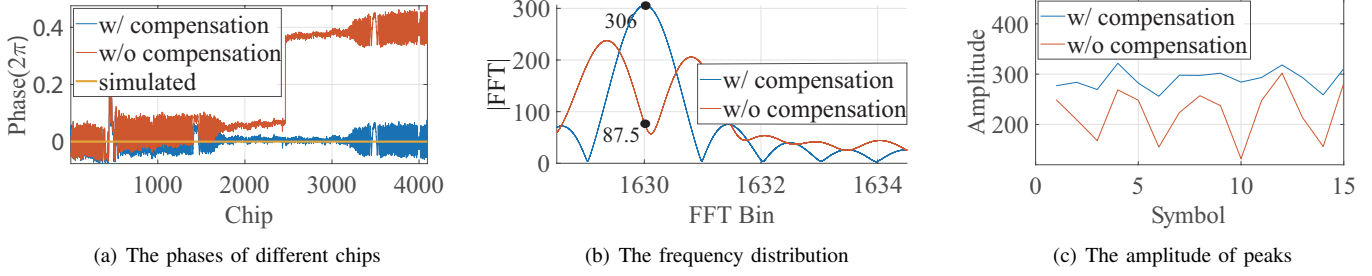 Phase(2π)
0.4
0.2
0
w/ compensation
w/o compensation
simulated
1000
2000
3000
4000
Chip
(a) The phases of different chips
|FFT|
300
200
100
0
306
87.5
w/ compensation
w/o compensation
1630
1632
1634
FFT Bin
(b) The frequency distribution
Amplitude
400
300
200
w/ compensation
w/o compensation
0
5
10
15
Symbol
(c) The amplitude of peaks